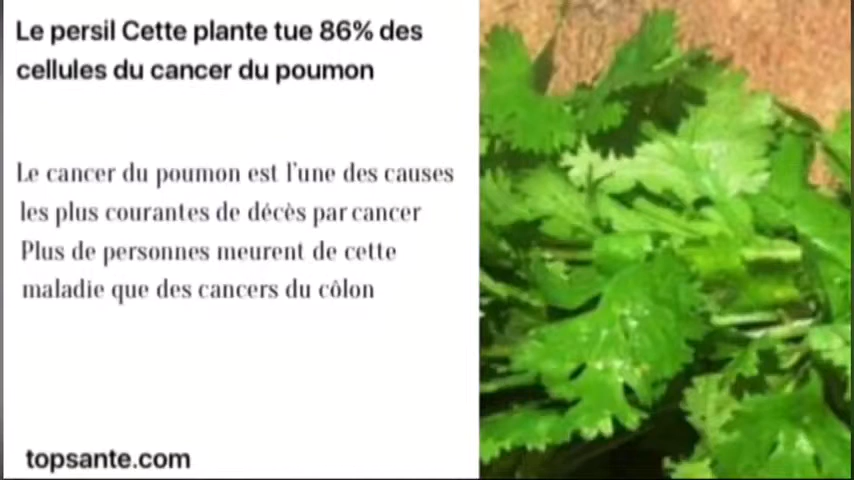 Le persil Cette plante tue 86% des
cellules du cancer du poumon
Le cancer du poumon est l'une des causes
les plus courantes de décès par cancer
Plus de personnes meurent de cette
maladie que des cancers du côlon
topsante.com